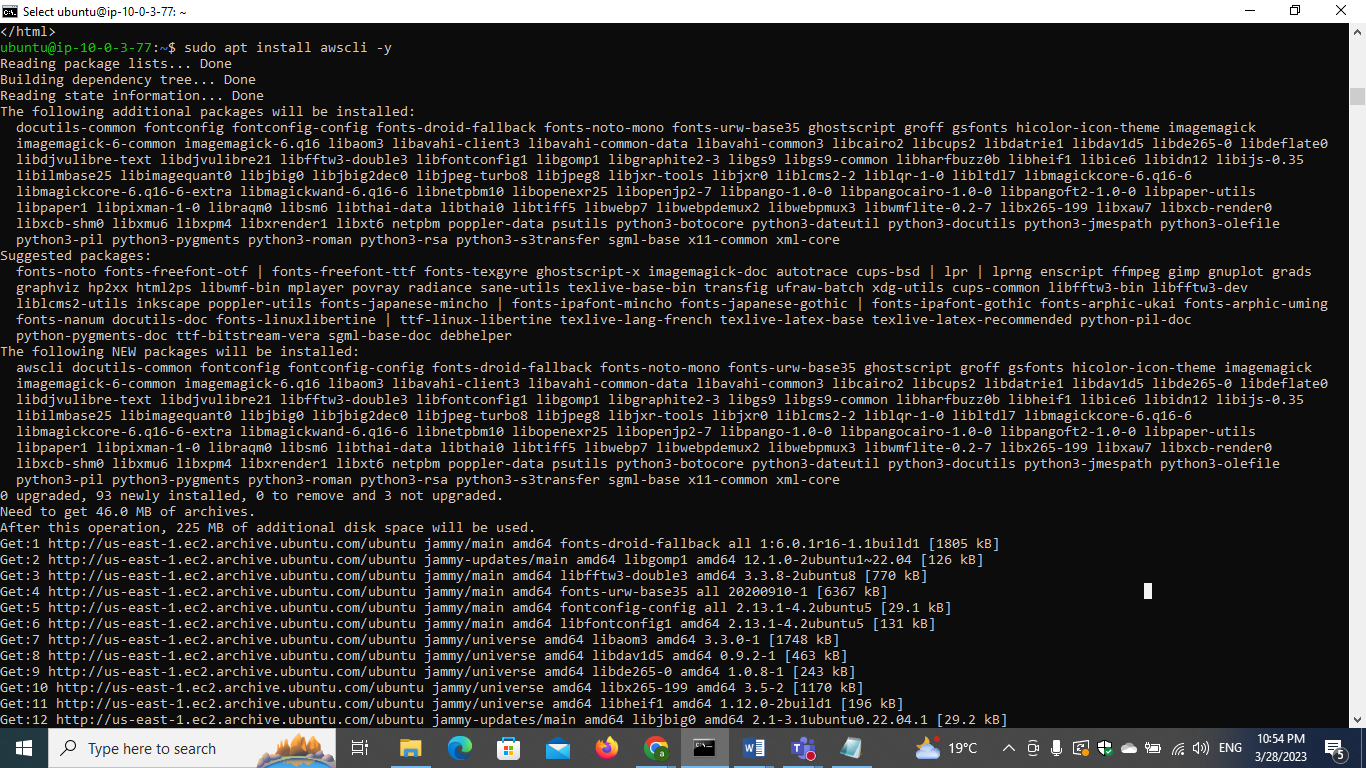 Select ubuntu@ip-10-0-3-77: ~
</html>
ubuntu@ip-10-0-3-77:~$ sudo apt install awscli -y
Reading package lists... Done
Building dependency tree... Done
Reading state information... Done
The following additional packages will be installed:
  docutils-common fontconfig fontconfig-config fonts-droid-fallback fonts-noto-mono fonts-urw-base35 ghostscript groff gsfonts hicolor-icon-theme imagemagick
  imagemagick-6-common imagemagick-6.q16 libaom3 libavahi-client3 libavahi-common-data libavahi-common3 libcairo2 libcups2 libdatrie1 libdav1d5 libde265-0 libdeflate0
  libdjvulibre-text libdjvulibre21 libfftw3-double3 libfontconfig1 libgomp1 libgraphite2-3 libgs9 libgs9-common libharfbuzz0b libheif1 libice6 libidn12 libijs-0.35
  libilmbase25 libimagequant0 libjbig0 libjbig2dec0 libjpeg-turbo8 libjpeg8 libjxr-tools libjxr0 liblcms2-2 liblqr-1-0 libltdl7 libmagickcore-6.q16-6
  libmagickcore-6.q16-6-extra libmagickwand-6.q16-6 libnetpbm10 libopenexr25 libopenjp2-7 libpango-1.0-0 libpangocairo-1.0-0 libpangoft2-1.0-0 libpaper-utils
  libpaper1 libpixman-1-0 libraqm0 libsm6 libthai-data libthai0 libtiff5 libwebp7 libwebpdemux2 libwebpmux3 libwmflite-0.2-7 libx265-199 libxaw7 libxcb-render0
  libxcb-shm0 libxmu6 libxpm4 libxrender1 libxt6 netpbm poppler-data psutils python3-botocore python3-dateutil python3-docutils python3-jmespath python3-olefile
  python3-pil python3-pygments python3-roman python3-rsa python3-s3transfer sgml-base x11-common xml-core
Suggested packages:
  fonts-noto fonts-freefont-otf | fonts-freefont-ttf fonts-texgyre ghostscript-x imagemagick-doc autotrace cups-bsd | lpr | lprng enscript ffmpeg gimp gnuplot grads
  graphviz hp2xx html2ps libwmf-bin mplayer povray radiance sane-utils texlive-base-bin transfig ufraw-batch xdg-utils cups-common libfftw3-bin libfftw3-dev
  liblcms2-utils inkscape poppler-utils fonts-japanese-mincho | fonts-ipafont-mincho fonts-japanese-gothic | fonts-ipafont-gothic fonts-arphic-ukai fonts-arphic-uming
  fonts-nanum docutils-doc fonts-linuxlibertine | ttf-linux-libertine texlive-lang-french texlive-latex-base texlive-latex-recommended python-pil-doc
  python-pygments-doc ttf-bitstream-vera sgml-base-doc debhelper
The following NEW packages will be installed:
  awscli docutils-common fontconfig fontconfig-config fonts-droid-fallback fonts-noto-mono fonts-urw-base35 ghostscript groff gsfonts hicolor-icon-theme imagemagick
  imagemagick-6-common imagemagick-6.q16 libaom3 libavahi-client3 libavahi-common-data libavahi-common3 libcairo2 libcups2 libdatrie1 libdav1d5 libde265-0 libdeflate0
  libdjvulibre-text libdjvulibre21 libfftw3-double3 libfontconfig1 libgomp1 libgraphite2-3 libgs9 libgs9-common libharfbuzz0b libheif1 libice6 libidn12 libijs-0.35
  libilmbase25 libimagequant0 libjbig0 libjbig2dec0 libjpeg-turbo8 libjpeg8 libjxr-tools libjxr0 liblcms2-2 liblqr-1-0 libltdl7 libmagickcore-6.q16-6
  libmagickcore-6.q16-6-extra libmagickwand-6.q16-6 libnetpbm10 libopenexr25 libopenjp2-7 libpango-1.0-0 libpangocairo-1.0-0 libpangoft2-1.0-0 libpaper-utils
  libpaper1 libpixman-1-0 libraqm0 libsm6 libthai-data libthai0 libtiff5 libwebp7 libwebpdemux2 libwebpmux3 libwmflite-0.2-7 libx265-199 libxaw7 libxcb-render0
  libxcb-shm0 libxmu6 libxpm4 libxrender1 libxt6 netpbm poppler-data psutils python3-botocore python3-dateutil python3-docutils python3-jmespath python3-olefile
  python3-pil python3-pygments python3-roman python3-rsa python3-s3transfer sgml-base x11-common xml-core
0 upgraded, 93 newly installed, 0 to remove and 3 not upgraded.
Need to get 46.0 MB of archives.
After this operation, 225 MB of additional disk space will be used.
Get:1 http://us-east-1.ec2.archive.ubuntu.com/ubuntu jammy/main amd64 fonts-droid-fallback all 1:6.0.1r16-1.1build1 [1805 kB]
Get:2 http://us-east-1.ec2.archive.ubuntu.com/ubuntu jammy-updates/main amd64 libgomp1 amd64 12.1.0-2ubuntu1~22.04 [126 kB]
Get:3 http://us-east-1.ec2.archive.ubuntu.com/ubuntu jammy/main amd64 libfftw3-double3 amd64 3.3.8-2ubuntu8 [770 kB]
Get:4 http://us-east-1.ec2.archive.ubuntu.com/ubuntu jammy/main amd64 fonts-urw-base35 all 20200910-1 [6367 kB]
Get:5 http://us-east-1.ec2.archive.ubuntu.com/ubuntu jammy/main amd64 fontconfig-config all 2.13.1-4.2ubuntu5 [29.1 kB]
Get:6 http://us-east-1.ec2.archive.ubuntu.com/ubuntu jammy/main amd64 libfontconfig1 amd64 2.13.1-4.2ubuntu5 [131 kB]
Get:7 http://us-east-1.ec2.archive.ubuntu.com/ubuntu jammy/universe amd64 libaom3 amd64 3.3.0-1 [1748 kB]
Get:8 http://us-east-1.ec2.archive.ubuntu.com/ubuntu jammy/universe amd64 libdav1d5 amd64 0.9.2-1 [463 kB]
Get:9 http://us-east-1.ec2.archive.ubuntu.com/ubuntu jammy/universe amd64 libde265-0 amd64 1.0.8-1 [243 kB]
Get:10 http://us-east-1.ec2.archive.ubuntu.com/ubuntu jammy/universe amd64 libx265-199 amd64 3.5-2 [1170 kB]
Get:11 http://us-east-1.ec2.archive.ubuntu.com/ubuntu jammy/universe amd64 libheif1 amd64 1.12.0-2build1 [196 kB]
Get:12 http://us-east-1.ec2.archive.ubuntu.com/ubuntu jammy-updates/main amd64 libjbig0 amd64 2.1-3.1ubuntu0.22.04.1 [29.2 kB]
Type here to search
19°C
ENG
10:54 PM
3/28/2023
5